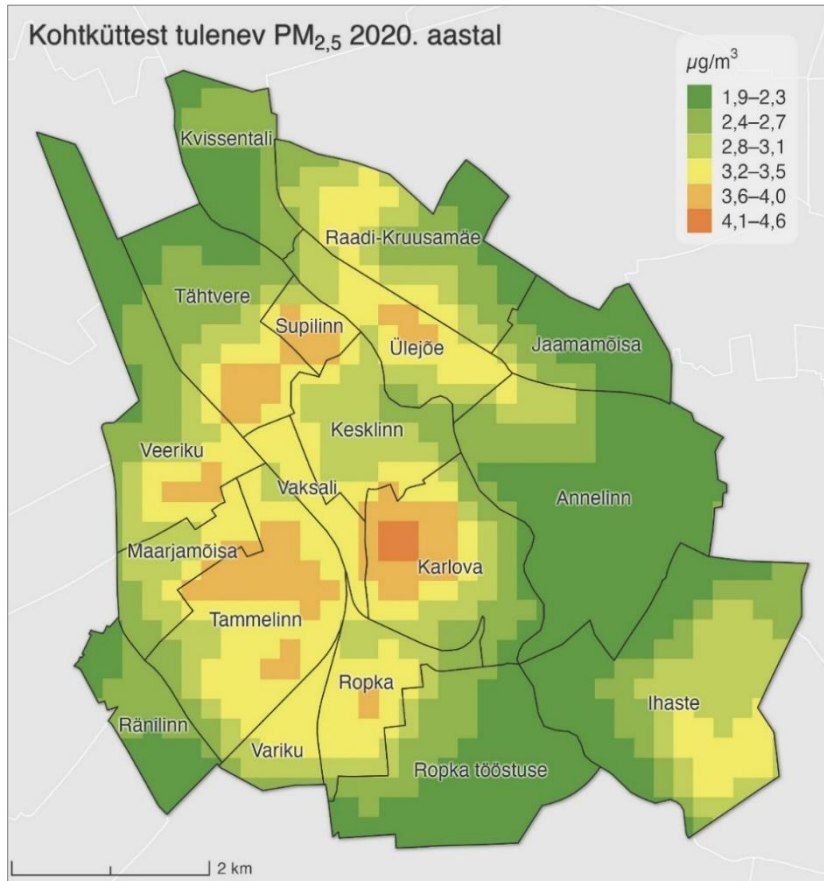 Kohtküttest tulenev PM2,5 2020. aastal
µg/m³
1,9–2,3
2,4–2,7
2,8–3,1
3,2–3,5
3,6–4,0
4,1–4,6
Kvissentali
Raadi-Kruusamäe
Tähtvere
Supilinn
Ülejõe
Jaamamõisa
Kesklinn
Veeriku
Vaksali
Annelinn
Maarjamõisa
Karlova
Tammelinn
Ropka
Ihaste
Ränilinn
Variku
Ropka tööstuse
2 km